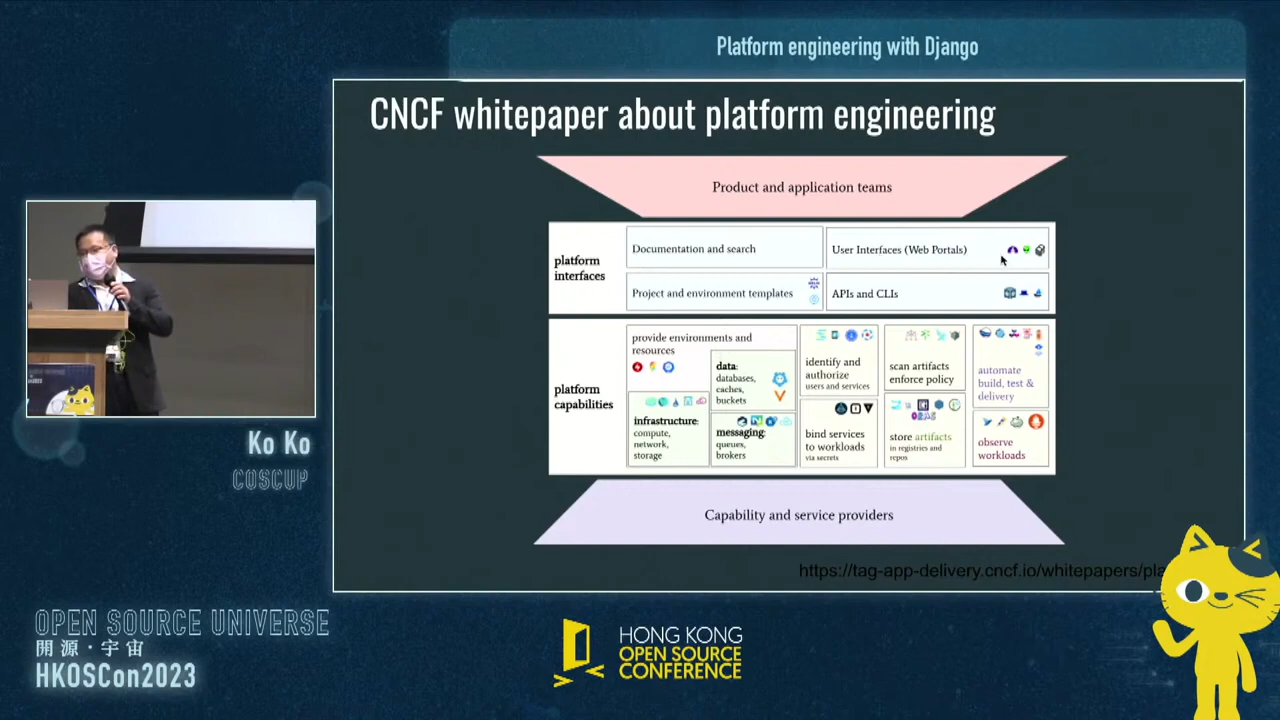 Platform engineering with Django
CNCF whitepaper about platform engineering
Product and application teams
platform
interfaces
Documentation and search
User Interfaces (Web Portals)
Project and environment templates
APIs and CLIs
platform
capabilities
provide environments and
resources
data:
databases,
caches,
buckets
infrastructure:
compute,
network,
storage
messaging:
queues,
brokers
identify and
authorize
users and services
bind services
to workloads
via secrets
scan artifacts
enforce policy
store artifacts
in registries and
repos
automate
build, test &
delivery
observe
workloads
Capability and service providers
https://tag-app-delivery.cncf.io/whitepapers/pla
Ko Ko
COSCUP
OPEN SOURCE UNIVERSE
開源・宇宙
HKOSCon2023
HONG KONG
OPEN SOURCE
CONFERENCE